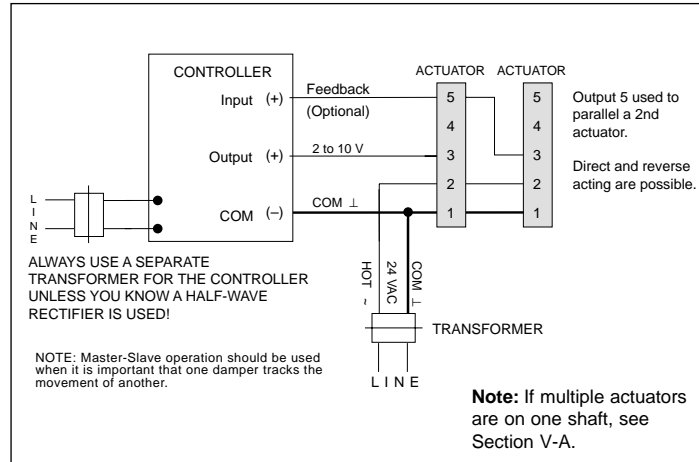 CONTROLLER
Input (+)
Feedback
(Optional)
Output (+)
2 to 10 V
COM (–)
COM ⊥
L
I
N
E
ACTUATOR
5
4
3
2
1
ACTUATOR
5
4
3
2
1
Output 5 used to
parallel a 2nd
actuator.
Direct and reverse
acting are possible.
ALWAYS USE A SEPARATE
TRANSFORMER FOR THE CONTROLLER
UNLESS YOU KNOW A HALF-WAVE
RECTIFIER IS USED!
HOT ~
24 VAC
COM ⊥
TRANSFORMER
L I N E
NOTE: Master-Slave operation should be used
when it is important that one damper tracks the
movement of another.
Note: If multiple actuators
are on one shaft, see
Section V-A.